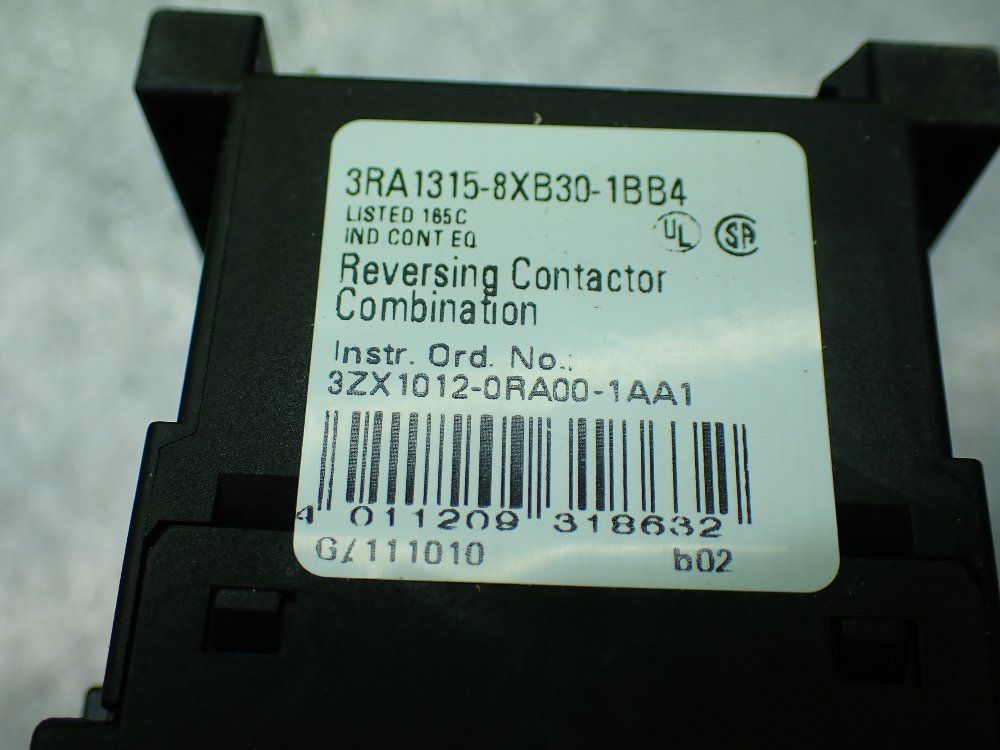 3RA1315-8XB30-1BB4
LISTED 165C
IND CONT EQ
UL SA
Reversing Contactor
Combination
Instr. Ord. No.:
3ZX1012-0RA00-1AA1
4 011209 318632
G/111010 b02